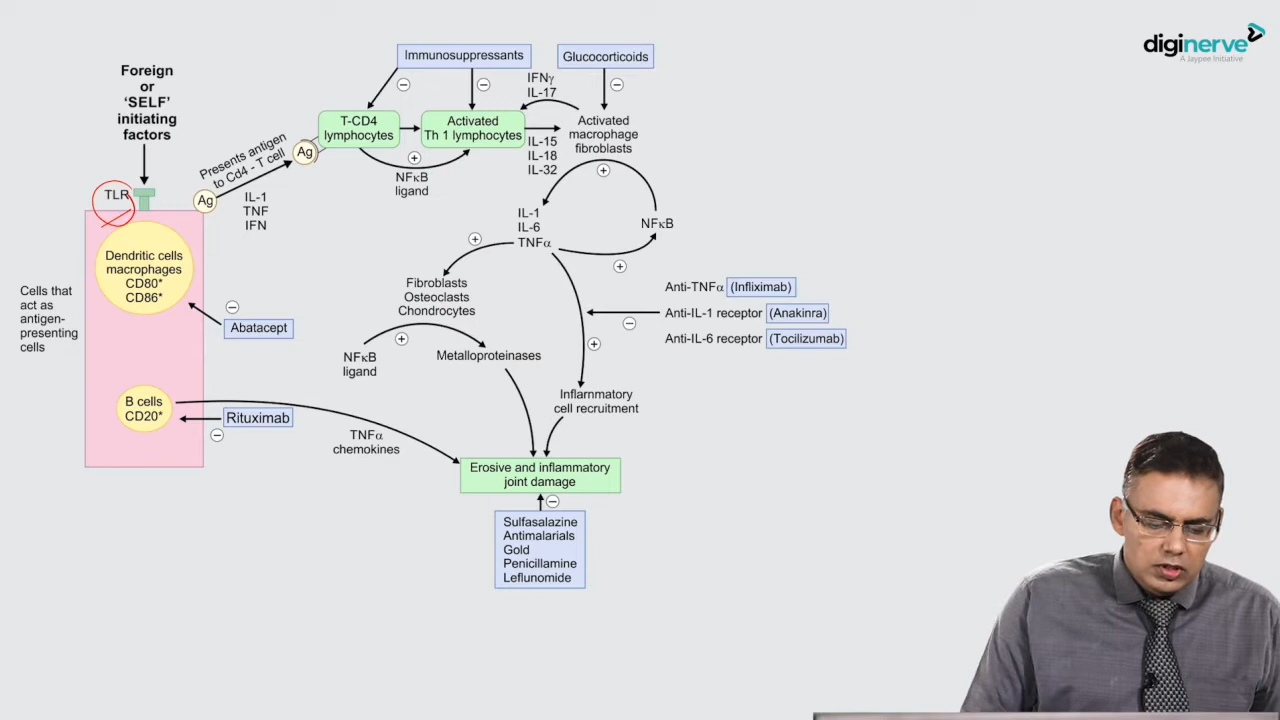 diginerve
A Jaypee Initiative
Foreign
or
‘SELF’
initiating
factors
Immunosuppressants
Glucocorticoids
IFNγ
IL-17
T-CD4
lymphocytes
Activated
Th 1 lymphocytes
Activated
macrophage
fibroblasts
IL-15
IL-18
IL-32
Presents antigen
to Cd4 - T cell
Ag
Ag
NFκB
ligand
TLR
IL-1
TNF
IFN
IL-1
IL-6
TNFα
NFκB
Dendritic cells
macrophages
CD80*
CD86*
Cells that
act as
antigen-
presenting
cells
Abatacept
Fibroblasts
Osteoclasts
Chondrocytes
Anti-TNFα (Infliximab)
Anti-IL-1 receptor (Anakinra)
Anti-IL-6 receptor (Tocilizumab)
NFκB
ligand
Metalloproteinases
Inflammatory
cell recruitment
B cells
CD20*
Rituximab
TNFα
chemokines
Erosive and inflammatory
joint damage
Sulfasalazine
Antimalarials
Gold
Penicillamine
Leflunomide